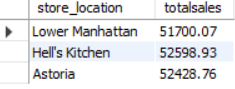 store_location totalsales
Lower Manhattan 51700.07
Hell's Kitchen 52598.93
Astoria 52428.76